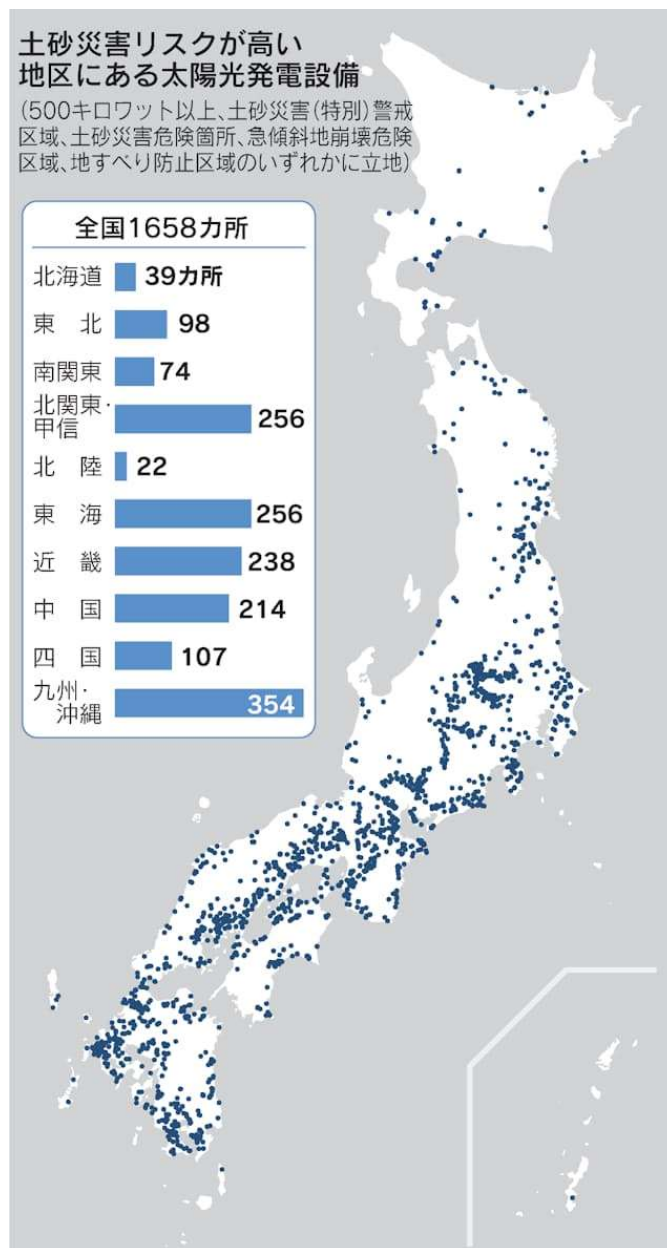 土砂災害リスクが高い
地区にある太陽光発電設備
(500キロワット以上、土砂災害(特別)警戒
区域、土砂災害危険箇所、急傾斜地崩壊危険
区域、地すべり防止区域のいずれかに立地)
全国1658カ所
北海道 39カ所
東北 98
南関東 74
北関東・
甲信 256
北陸 22
東海 256
近畿 238
中国 214
四国 107
九州・
沖縄 354